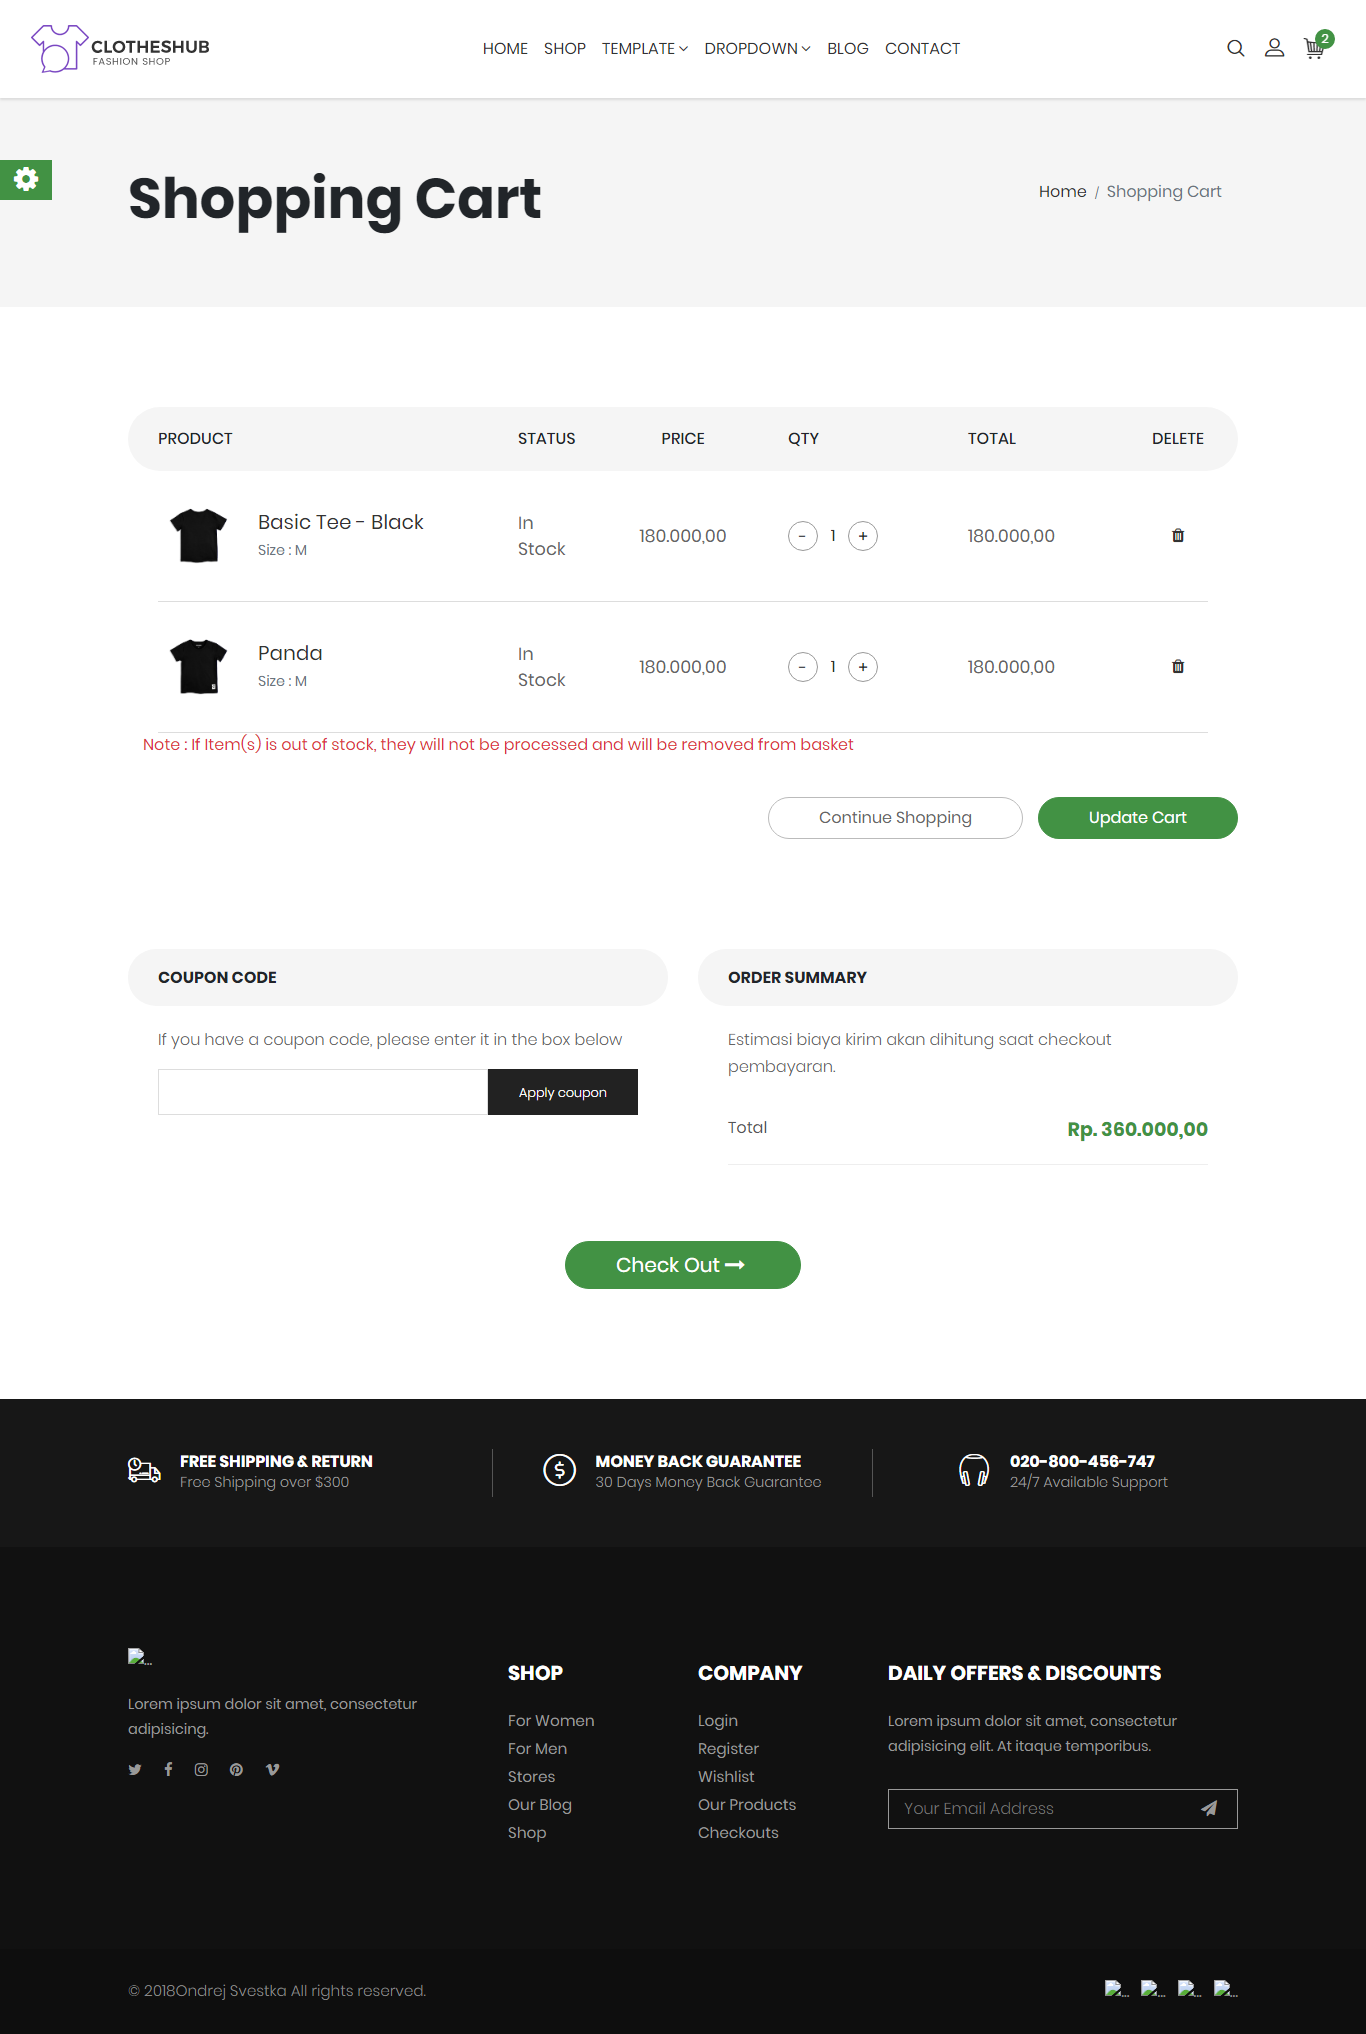 CLOTHESHUB
FASHION SHOP
HOME SHOP TEMPLATE DROPDOWN BLOG CONTACT
2
Shopping Cart
Home / Shopping Cart
PRODUCT STATUS PRICE QTY TOTAL DELETE
Basic Tee - Black
Size : M
In
Stock
180.000,00
- 1 +
180.000,00
Panda
Size : M
In
Stock
180.000,00
- 1 +
180.000,00
Note : If Item(s) is out of stock, they will not be processed and will be removed from basket
Continue Shopping
Update Cart
COUPON CODE
If you have a coupon code, please enter it in the box below
Apply coupon
ORDER SUMMARY
Estimasi biaya kirim akan dihitung saat checkout
pembayaran.
Total
Rp. 360.000,00
Check Out
FREE SHIPPING & RETURN
Free Shipping over $300
MONEY BACK GUARANTEE
30 Days Money Back Guarantee
020-800-456-747
24/7 Available Support
...
Lorem ipsum dolor sit amet, consectetur
adipisicing.
SHOP
For Women
For Men
Stores
Our Blog
Shop
COMPANY
Login
Register
Wishlist
Our Products
Checkouts
DAILY OFFERS & DISCOUNTS
Lorem ipsum dolor sit amet, consectetur
adipisicing elit. At itaque temporibus.
Your Email Address
© 2018Ondrej Svestka All rights reserved.
... ... ... ...